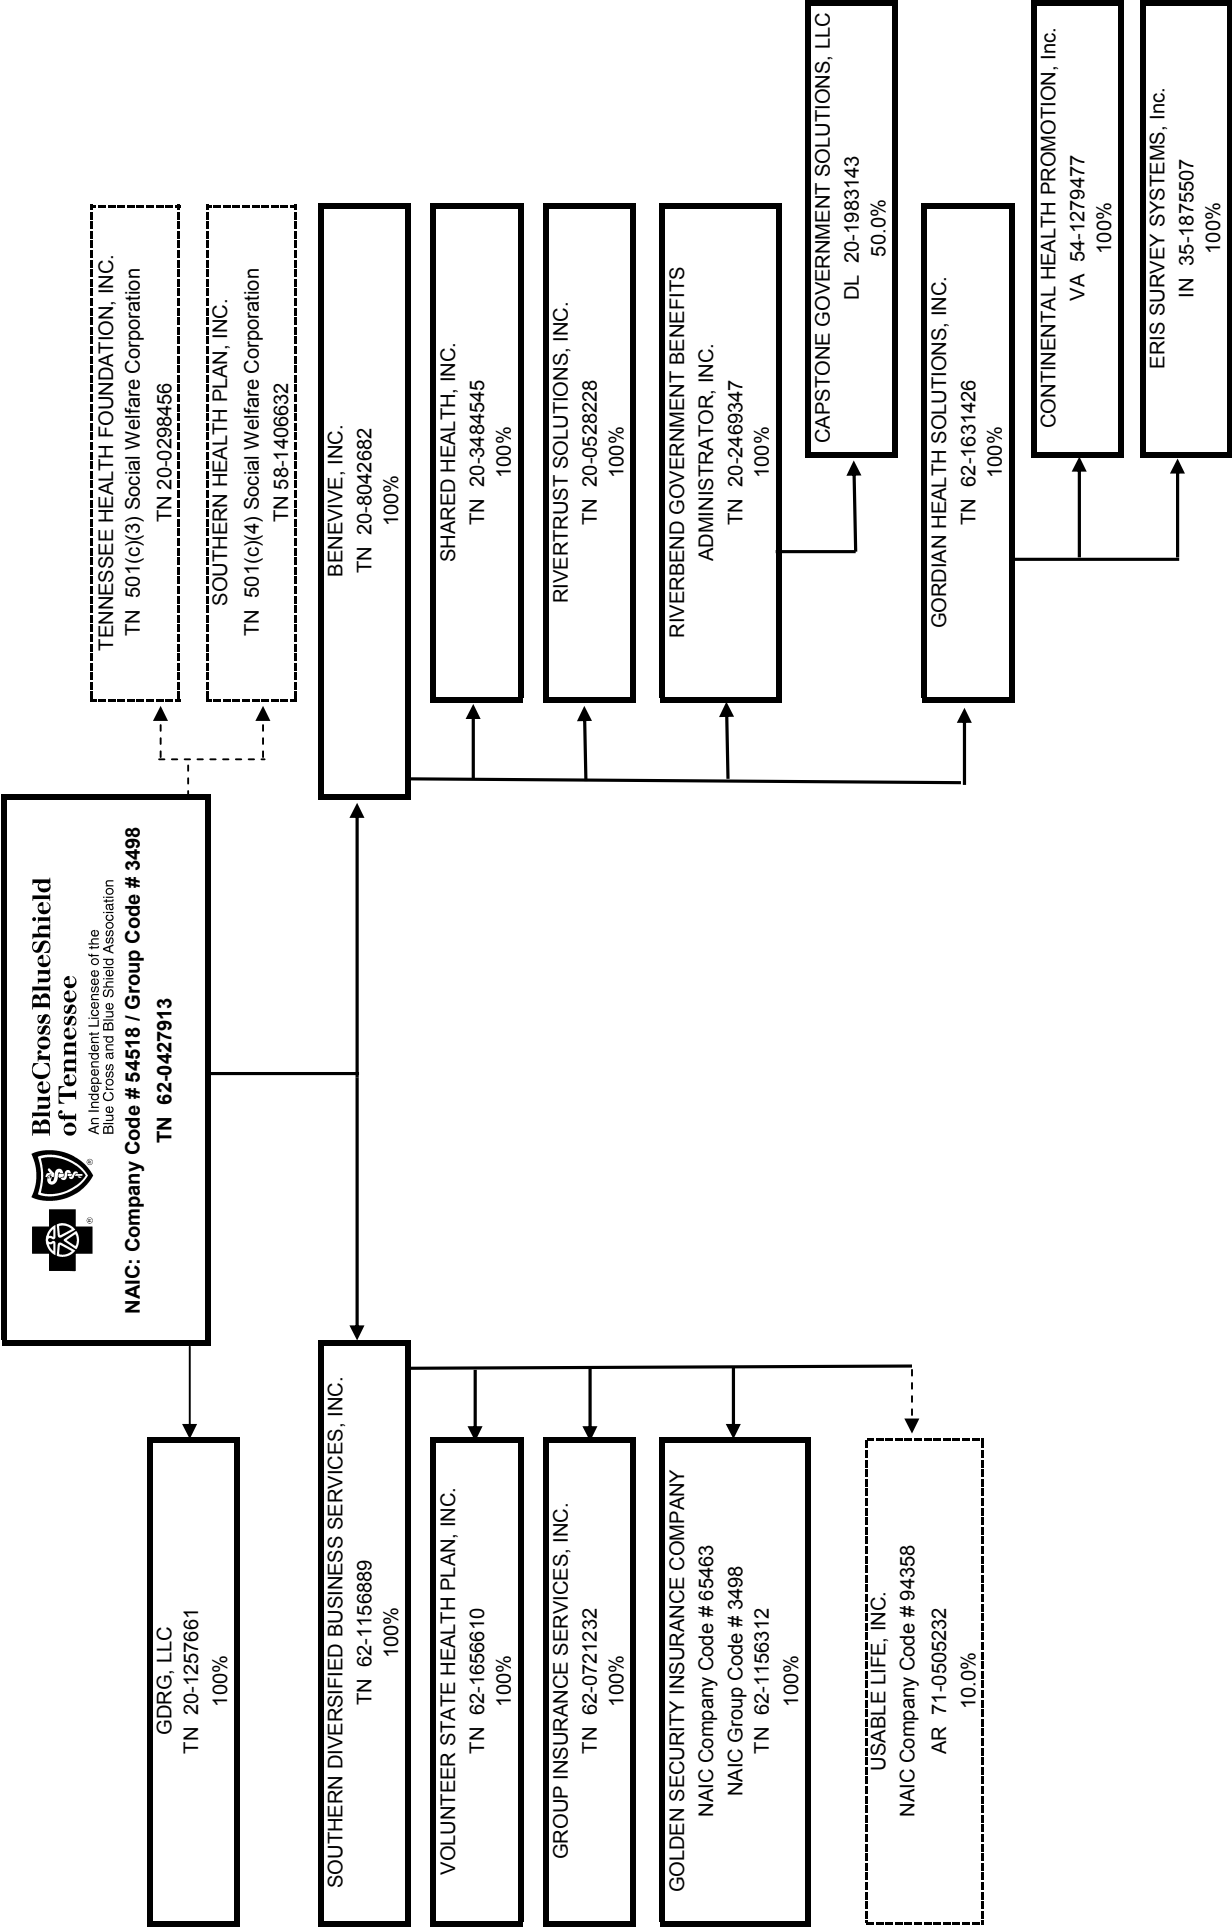 BlueCross BlueShield
of Tennessee
An Independent Licensee of the
Blue Cross and Blue Shield Association
® ®
NAIC: Company Code # 54518 / Group Code # 3498
TN 62-0427913
TENNESSEE HEALTH FOUNDATION, INC.
TN 501(c)(3) Social Welfare Corporation
TN 20-0298456
SOUTHERN HEALTH PLAN, INC.
TN 501(c)(4) Social Welfare Corporation
TN 58-1406632
GDRG, LLC
TN 20-1257661
100%
SOUTHERN DIVERSIFIED BUSINESS SERVICES, INC.
TN 62-1156889
100%
VOLUNTEER STATE HEALTH PLAN, INC.
TN 62-1656610
100%
GROUP INSURANCE SERVICES, INC.
TN 62-0721232
100%
GOLDEN SECURITY INSURANCE COMPANY
NAIC Company Code # 65463
NAIC Group Code # 3498
TN 62-1156312
100%
USABLE LIFE, INC.
NAIC Company Code # 94358
AR 71-0505232
10.0%
BENEVIVE, INC.
TN 20-8042682
100%
SHARED HEALTH, INC.
TN 20-3484545
100%
RIVERTRUST SOLUTIONS, INC.
TN 20-0528228
100%
RIVERBEND GOVERNMENT BENEFITS
ADMINISTRATOR, INC.
TN 20-2469347
100%
CAPSTONE GOVERNMENT SOLUTIONS, LLC
DL 20-1983143
50.0%
GORDIAN HEALTH SOLUTIONS, INC.
TN 62-1631426
100%
CONTINENTAL HEALTH PROMOTION, Inc.
VA 54-1279477
100%
ERIS SURVEY SYSTEMS, Inc.
IN 35-1875507
100%